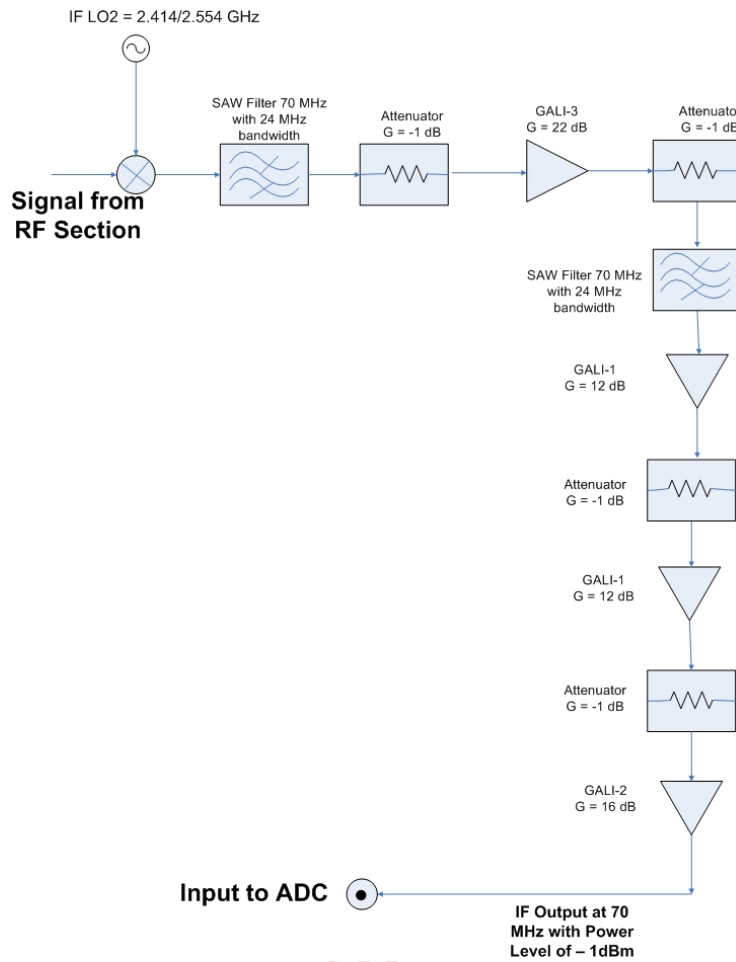 IF LO2 = 2.414/2.554 GHz
SAW Filter 70 MHz
with 24 MHz
bandwidth
Attenuator
G = -1 dB
GALI-3
G = 22 dB
Attenuato
G = -1 dB
Signal from
RF Section
SAW Filter 70 MHz
with 24 MHz
bandwidth
GALI-1
G = 12 dB
Attenuator
G = -1 dB
GALI-1
G = 12 dB
Attenuator
G = -1 dB
GALI-2
G = 16 dB
Input to ADC
IF Output at 70
MHz with Power
Level of – 1dBm